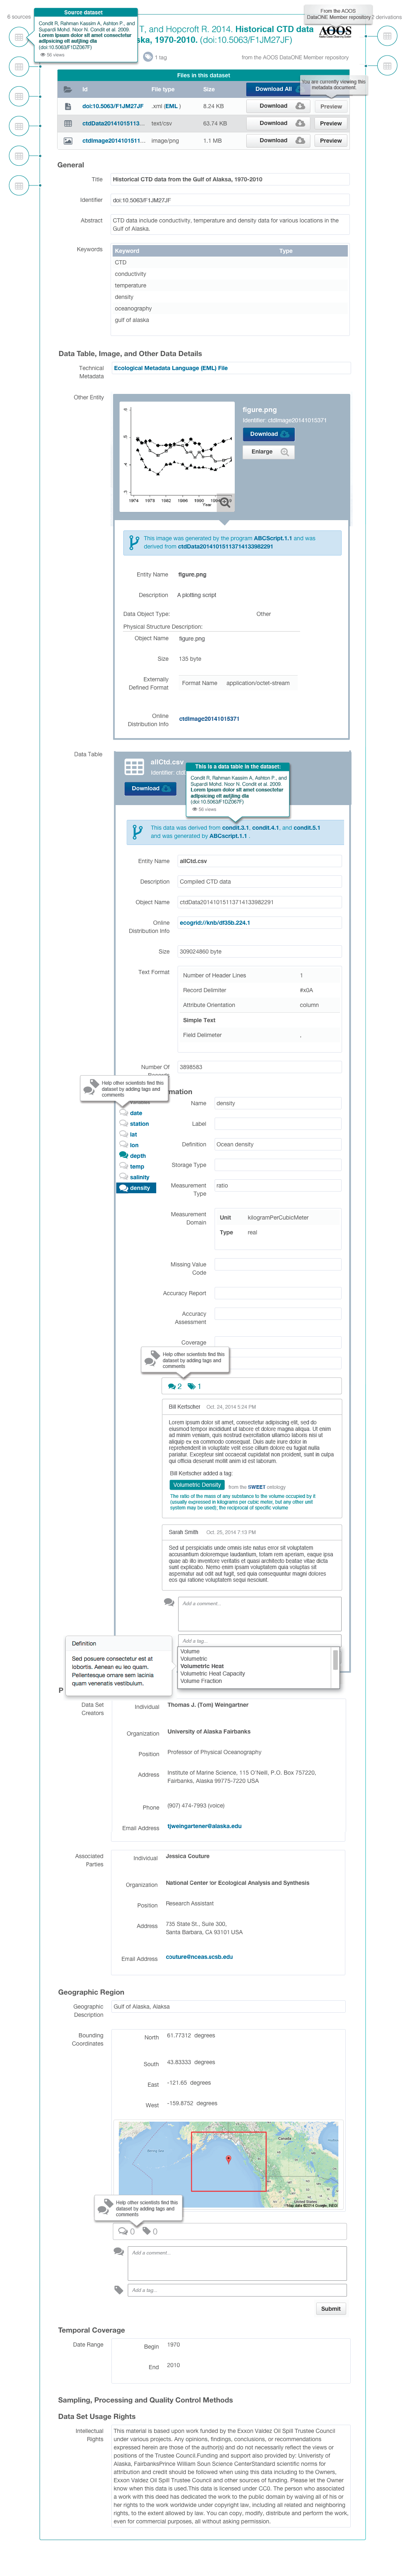 6 sources
Source dataset
Condit R, Rahman Kassim A, Ashton P., and
Supardi Mohd. Noor N. Condit et al. 2009.
Lorem ipsum dolor sit amet consectetur
adipsicing elit autjlng dia
(doi:10.5063/F1DZ067F)
56 views
T, and Hopcroft R. 2014. Historical CTD data
ska, 1970-2010. (doi:10.5063/F1JM27JF)
From the AOOS
DataONE Member repository
7 derivations
AOOS
1 tag
from the AOOS DataONE Member repository
Files in this dataset
You are currently viewing this
metadata document.
Id
File type
Size
Download All
doi:10.5063/F1JM27JF
.xml (EML )
8.24 KB
Download
Preview
ctdData20141015113...
text/csv
63.74 KB
Download
Preview
ctdImage2014101511...
image/png
1.1 MB
Download
Preview
General
Title
Historical CTD data from the Gulf of Alaksa, 1970-2010
Identifier
doi:10.5063/F1JM27JF
Abstract
CTD data include conductity, temperature and density data for various locations in the
Gulf of Alaska.
Keywords
Keyword
Type
CTD
conductivity
temperature
density
oceanography
gulf of alaska
Data Table, Image, and Other Data Details
Technical
Metadata
Ecological Metadata Language (EML) File
Other Entity
figure.png
Identifier: ctdImage20141015371
Download
Enlarge
1974 1978 1982 1986 1990 1994
Year
This image was generated by the program ABCScript.1.1 and was
derived from ctdData20141015113714133982291
Entity Name
figure.png
Description
A plotting script
Data Object Type:
Other
Physical Structure Description:
Object Name
figure.png
Size
135 byte
Externally
Defined Format
Format Name
application/octet-stream
Online
Distribution Info
ctdImage20141015371
Data Table
allCtd.csv
Identifier: ctd
Download
This is a data table in the dataset:
Condit R, Rahman Kassim A, Ashton P., and
Supardi Mohd. Noor N. Condit et al. 2009.
Lorem ipsum dolor sit amet consectetur
adipsicing elit autjlng dia
(doi:10.5063/F1DZ067F)
56 views
This data was derived from condit.3.1, condit.4.1. and condit.5.1
and was generated by ABCscript.1.1 .
Entity Name
allCtd.csv
Description
Compiled CTD data
Object Name
ctdData20141015113714133982291
Online
Distribution Info
ecogrid://knb/df35b.224.1
Size
309024860 byte
Text Format
Number of Header Lines
1
Record Delimiter
#x0A
Attribute Orientation
column
Simple Text
Field Delimeter
,
Number Of
3898583
Help other scientists find this
dataset by adding tags and
comments
mation
Variables
date
station
lat
lon
depth
temp
salinity
density
Name
density
Label
Definition
Ocean density
Storage Type
Measurement
Type
ratio
Measurement
Domain
Unit
kilogramPerCubicMeter
Type
real
Missing Value
Code
Accuracy Report
Accuracy
Assessment
Coverage
Help other scientists find this
dataset by adding tags and
comments
2
1
Bill Kertscher
Oct. 24, 2014 5:24 PM
Lorem ipsum dolor sit amet, consectetur adipisicing elit, sed do
eiusmod tempor incididunt ut labore et dolore magna aliqua. Ut enim
ad minim veniam, quis nostrud exercitation ullamco laboris nisi ut
aliquip ex ea commodo consequat. Duis aute irure dolor in
reprehenderit in voluptate velit esse cillum dolore eu fugiat nulla
pariatur. Excepteur sint occaecat cupidatat non proident, sunt in culpa
qui officia deserunt mollit anim id est laborum.
Bill Kertscher added a tag:
Volumetric Density
from the SWEET ontology
The ratio of the mass of any substance to the volume occupied by it
(usually expressed in kilograms per cubic meter, but any other unit
system may be used); the reciprocal of specific volume
Sarah Smith
Oct. 25, 2014 7:13 PM
Sed ut perspiciatis unde omnis iste natus error sit voluptatem
accusantium doloremque laudantium, totam rem aperiam, eaque ipsa
quae ab illo inventore veritatis et quasi architecto beatae vitae dicta
sunt explicabo. Nemo enim ipsam voluptatem quia voluptas sit
aspernatur aut odit aut fugit, sed quia consequuntur magni dolores
eos qui ratione voluptatem sequi nesciunt.
Add a comment...
Add a tag...
Volume
Volumetric
Volumetric Heat
Volumetric Heat Capacity
Volume Fraction
Definition
Sed posuere consectetur est at
lobortis. Aenean eu leo quam.
Pellentesque ornare sem lacinia
quam venenatis vestibulum.
P
Data Set
Creators
Individual
Thomas J. (Tom) Weingartner
Organization
University of Alaska Fairbanks
Position
Professor of Physical Oceanography
Address
Institute of Marine Science, 115 O'Neill, P.O. Box 757220,
Fairbanks, Alaska 99775-7220 USA
Phone
(907) 474-7993 (voice)
Email Address
tjweingartener@alaska.edu
Associated
Parties
Individual
Jessica Couture
Organization
National Center for Ecological Analysis and Synthesis
Position
Research Assistant
Address
735 State St., Suite 300.
Santa Barbara, CA 93101 USA
Email Address
couture@nceas.ucsb.edu
Geographic Region
Geographic
Description
Gulf of Alaska, Alaksa
Bounding
Coordinates
North
61.77312 degrees
South
43.83333 degrees
East
-121.65 degrees
West
-159.8752 degrees
Canada
United States
Map data ©2014 Google, INEGI
Help other scientists find this
dataset by adding tags and
comments
0
0
Add a comment...
Add a tag...
Submit
Temporal Coverage
Date Range
Begin
1970
End
2010
Sampling, Processing and Quality Control Methods
Data Set Usage Rights
Intellectual
Rights
This material is based upon work funded by the Exxon Valdez Oil Spill Trustee Council
under various projects. Any opinions, findings, conclusions, or recommendations
expressed herein are those of the author(s) and do not necessarily reflect the views or
positions of the Trustee Council.Funding and support also provided by: Univeristy of
Alaska, FairbanksPrince William Soun Science CenterStandard scientific norms for
attribution and credit should be followed when using this data including to the Owners,
Exxon Valdez Oil Spill Trustee Council and other sources of funding. Please let the Owner
know when this data is used.This data is licensed under CC0. The person who associated
a work with this deed has dedicated the work to the public domain by waiving all of his
or her rights to the work worldwide under copyright law, including all related and neighboring
rights, to the extent allowed by law. You can copy, modify, distribute and perform the work,
even for commercial purposes, all without asking permission.